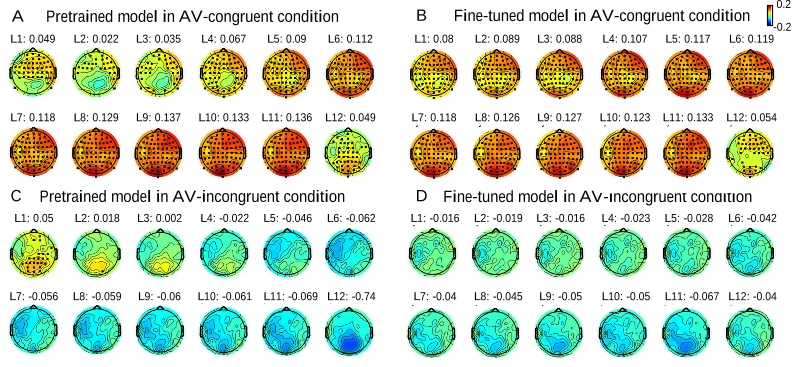 A Pretrained model in AV-congruent condition
L1: 0.049 L2: 0.022 L3: 0.035 L4: 0.067 L5: 0.09 L6: 0.112
L7: 0.118 L8: 0.129 L9: 0.137 L10: 0.133 L11: 0.136 L12: 0.049
B Fine-tuned model in AV-congruent condition
0.2
-0.2
L1: 0.08 L2: 0.089 L3: 0.088 L4: 0.107 L5: 0.117 L6: 0.119
L7: 0.118 L8: 0.126 L9: 0.127 L10: 0.123 L11: 0.133 L12: 0.054
C Pretrained model in AV-incongruent condition
L1: 0.05 L2: 0.018 L3: 0.002 L4: -0.022 L5: -0.046 L6: -0.062
L7: -0.056 L8: -0.059 L9: -0.06 L10: -0.061 L11: -0.069 L12: -0.74
D Fine-tuned model in AV-incongruent condition
L1: -0.016 L2: -0.019 L3: -0.016 L4: -0.023 L5: -0.028 L6: -0.042
L7: -0.04 L8: -0.045 L9: -0.05 L10: -0.05 L11: -0.067 L12: -0.04